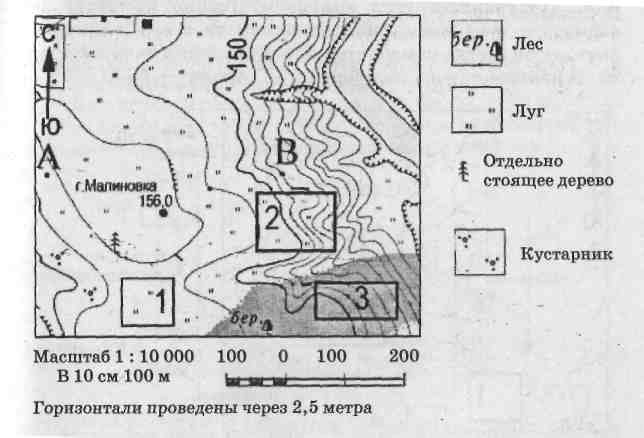 С
Ю
А
150
В
г. Малиновка
156,0
2
1
3
бер.
бер.
Лес
Луг
Отдельно
стоящее дерево
Кустарник
Масштаб 1 : 10 000
В 10 см 100 м
100 0 100 200
Горизонтали проведены через 2,5 метра